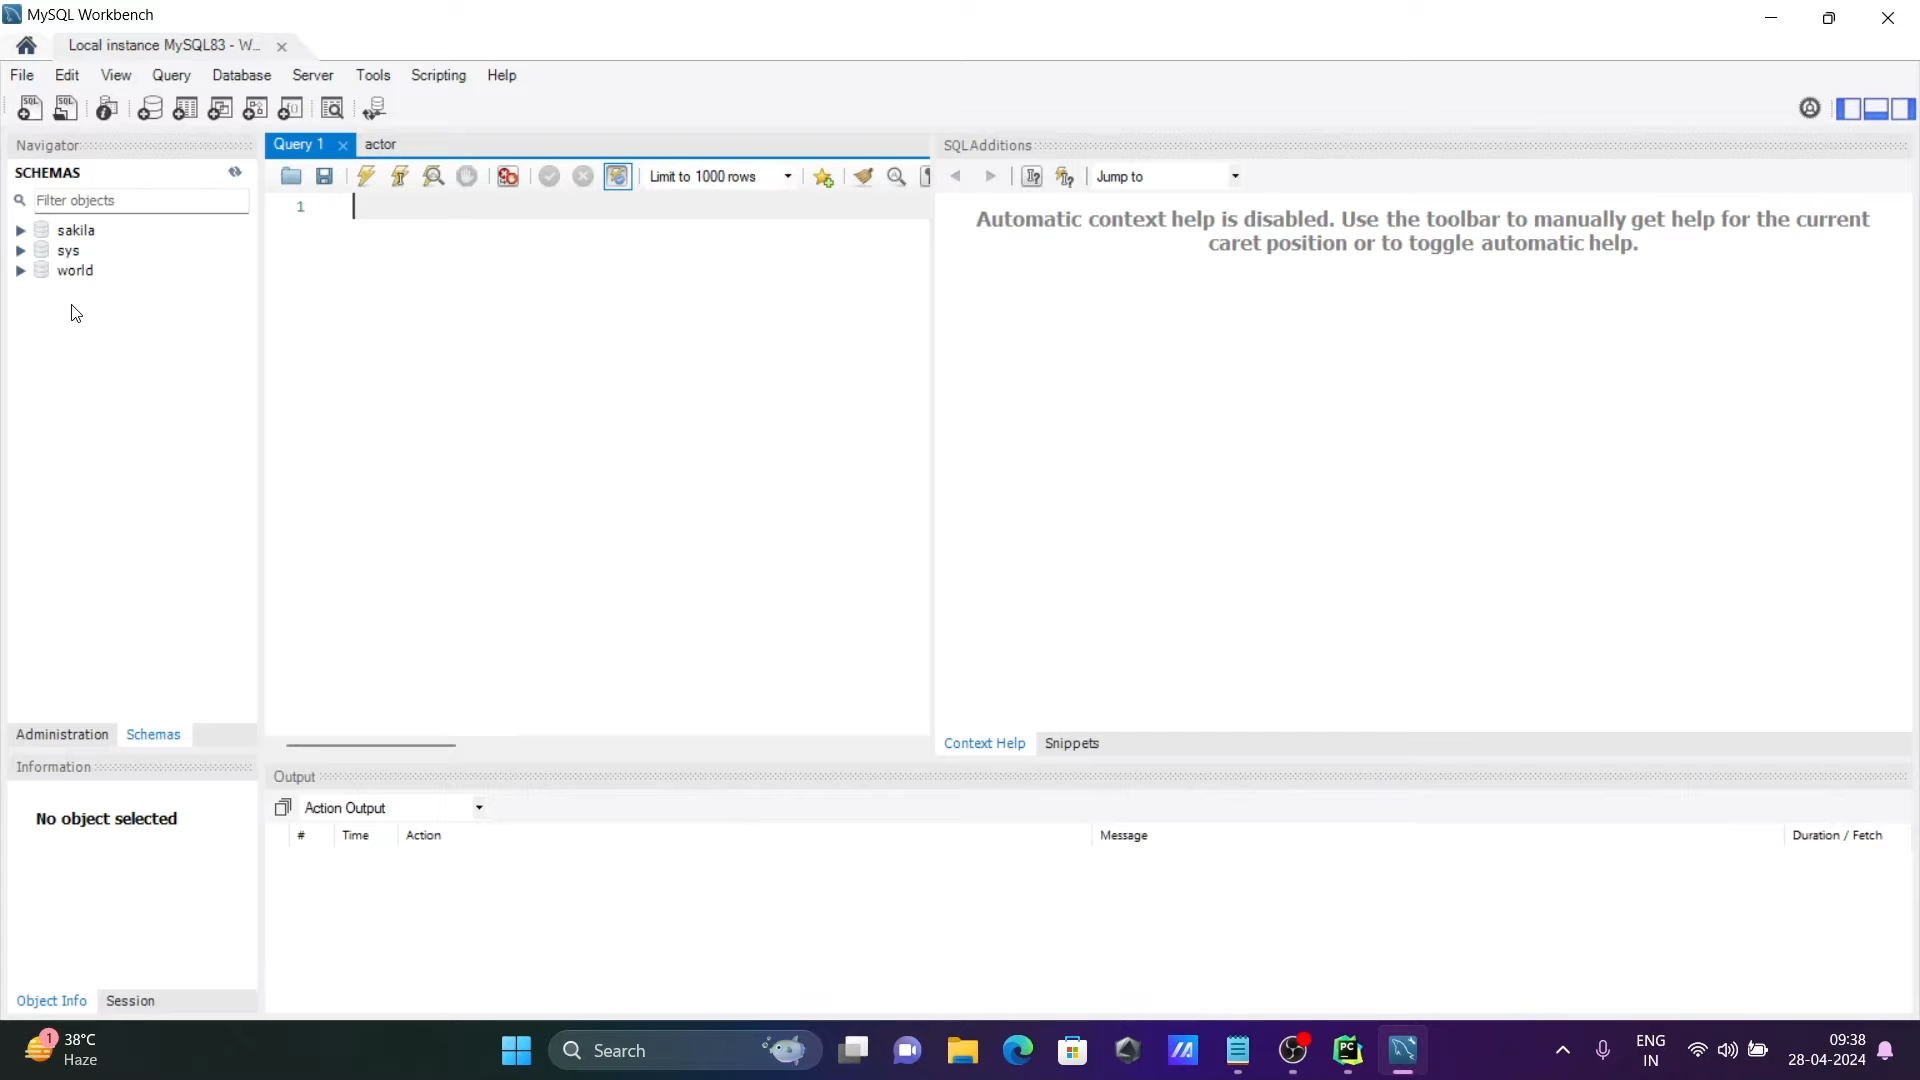 MySQL Workbench
Local instance MySQL83 - W...
File Edit View Query Database Server Tools Scripting Help
Navigator
Query 1 actor
SQLAdditions
SCHEMAS
Limit to 1000 rows
Jump to
Filter objects
1
sakila
sys
world
Automatic context help is disabled. Use the toolbar to manually get help for the current
caret position or to toggle automatic help.
Administration Schemas
Context Help Snippets
Information
Output
Action Output
No object selected
# Time Action Message Duration / Fetch
Object Info Session
1
38°C
Haze
Search
PC
ENG
IN
09:38
28-04-2024